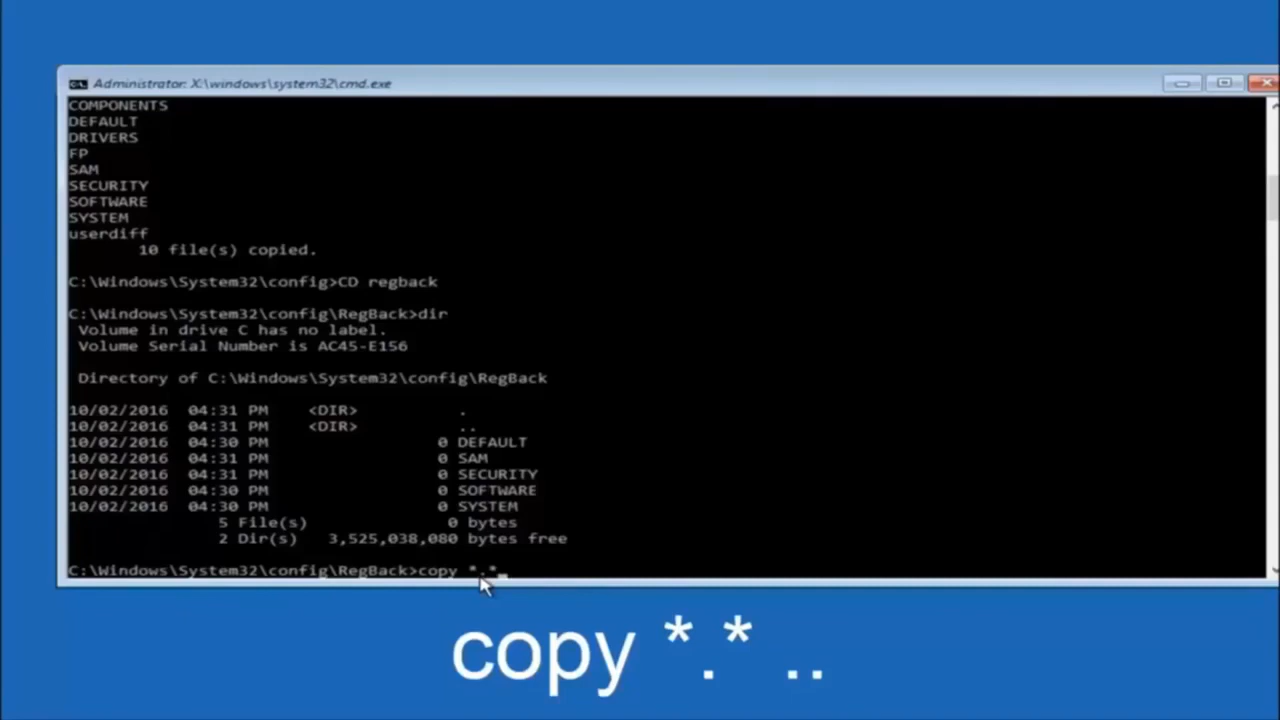 Administrator: X:\windows\system32\cmd.exe
COMPONENTS
DEFAULT
DRIVERS
FP
SAM
SECURITY
SOFTWARE
SYSTEM
userdiff
10 file(s) copied.
C:\Windows\System32\config>CD regback
C:\Windows\System32\config\RegBack>dir
Volume in drive C has no label.
Volume Serial Number is AC45-E156
Directory of C:\Windows\System32\config\RegBack
10/02/2016 04:31 PM <DIR> .
10/02/2016 04:31 PM <DIR> ..
10/02/2016 04:30 PM 0 DEFAULT
10/02/2016 04:31 PM 0 SAM
10/02/2016 04:31 PM 0 SECURITY
10/02/2016 04:30 PM 0 SOFTWARE
10/02/2016 04:30 PM 0 SYSTEM
5 File(s) 0 bytes
2 Dir(s) 3,525,038,080 bytes free
C:\Windows\System32\config\RegBack>copy *.*_
copy *.* ..